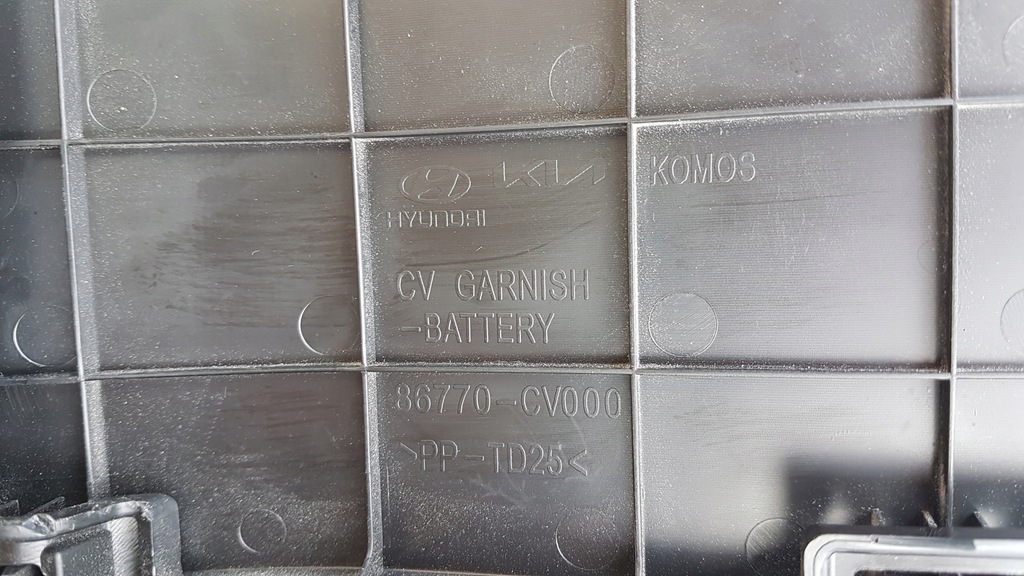 KIA
HYUNDAI
KOMOS
CV GARNISH
-BATTERY
86770-CV000
>PP-TD25<